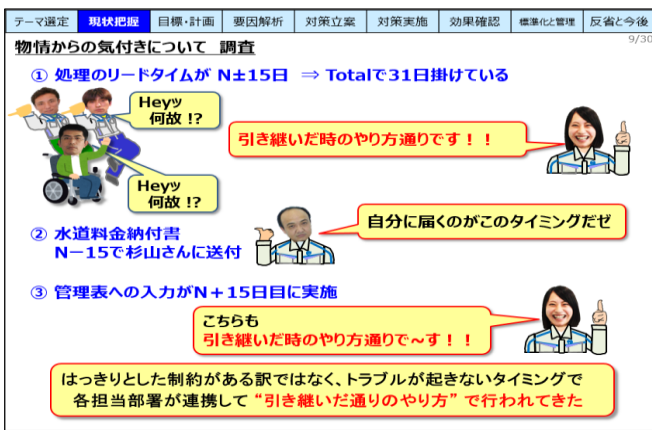 テーマ選定 現状把握 目標・計画 要因解析 対策立案 対策実施 効果確認 標準化と管理 反省と今後
9/30
物情からの気付きについて 調査
① 処理のリードタイムが N±15日 ⇒ Totalで31日掛けている
Heyッ
何故！？
引き継いだ時のやり方通りです！！
Heyッ
何故！？
自分に届くのがこのタイミングだぜ
② 水道料金納付書
N－15で杉山さんに送付
③ 管理表への入力がN＋15日目に実施
こちらも
引き継いだ時のやり方通りで～す！！
はっきりとした制約がある訳ではなく、トラブルが起きないタイミングで
各担当部署が連携して “引き継いだ通りのやり方” で行われてきた